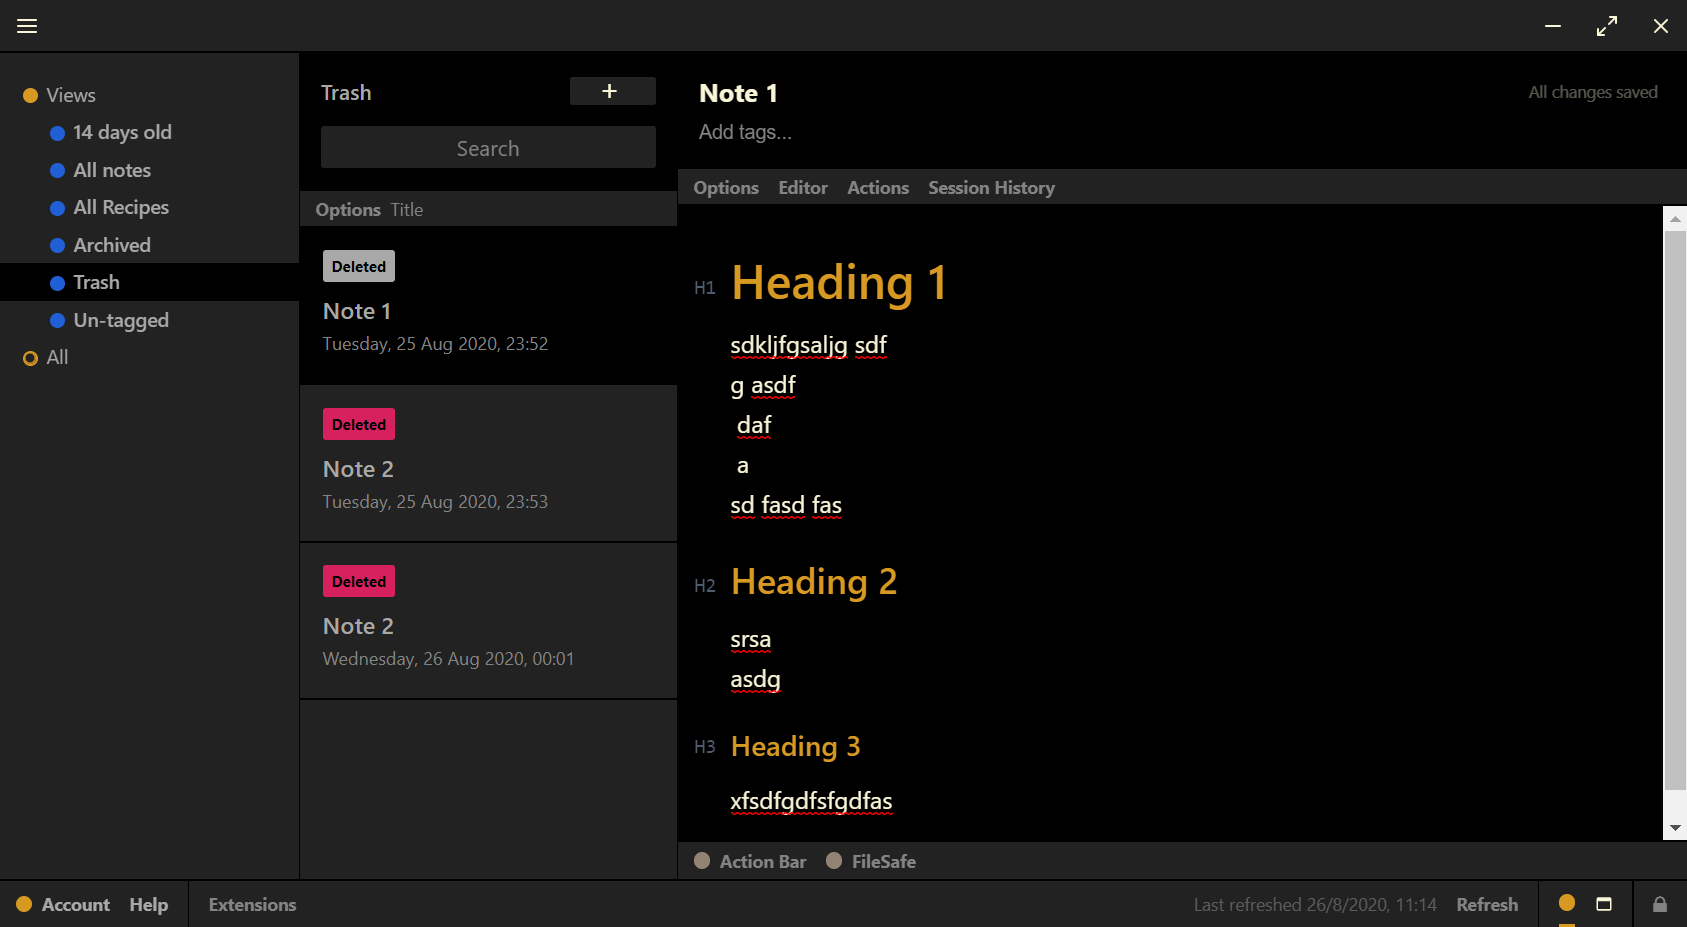 Views
14 days old
All notes
All Recipes
Archived
Trash
Un-tagged
All
Trash
+
Search
Options Title
Deleted
Note 1
Tuesday, 25 Aug 2020, 23:52
Deleted
Note 2
Tuesday, 25 Aug 2020, 23:53
Deleted
Note 2
Wednesday, 26 Aug 2020, 00:01
Note 1
All changes saved
Add tags...
Options Editor Actions Session History
H1 Heading 1
sdkljfgsaljg sdf
g asdf
daf
a
sd fasd fas
H2 Heading 2
srsa
asdg
H3 Heading 3
xfsdfgdfsfgdfas
Action Bar FileSafe
Account Help Extensions Last refreshed 26/8/2020, 11:14 Refresh